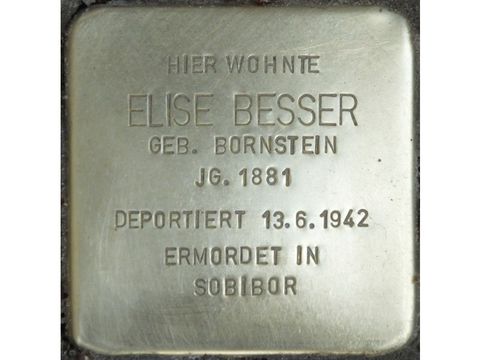 HIER WOHNTE
ELISE BESSER
GEB. BORNSTEIN
JG. 1881
DEPORTIERT 13.6.1942
ERMORDET IN
SOBIBOR